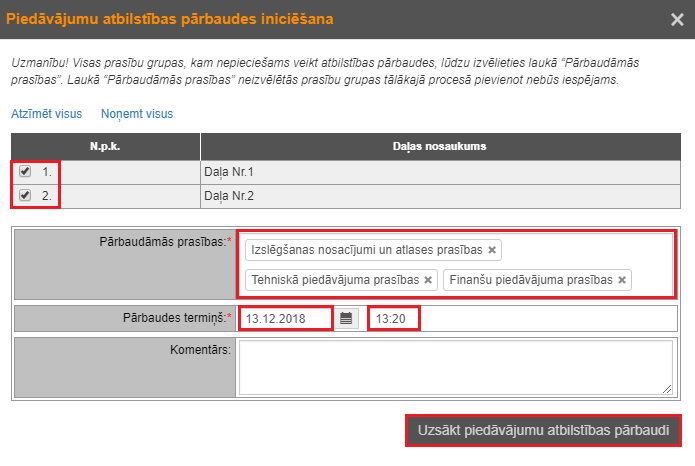 Piedāvājumu atbilstības pārbaudes iniciēšana
Uzmanību! Visas prasību grupas, kam nepieciešams veikt atbilstības pārbaudes, lūdzu izvēlieties laukā “Pārbaudāmās
prasības”. Laukā “Pārbaudāmās prasības” neizvēlētās prasību grupas tālākajā procesā pievienot nebūs iespējams.
Atzīmēt visus Noņemt visus
N.p.k. Daļas nosaukums
1. Daļa Nr.1
2. Daļa Nr.2
Pārbaudāmās prasības:* Izslēgšanas nosacījumi un atlases prasības ×
Tehniskā piedāvājuma prasības × Finanšu piedāvājuma prasības ×
Pārbaudes termiņš:* 13.12.2018 13:20
Komentārs:
Uzsākt piedāvājumu atbilstības pārbaudi